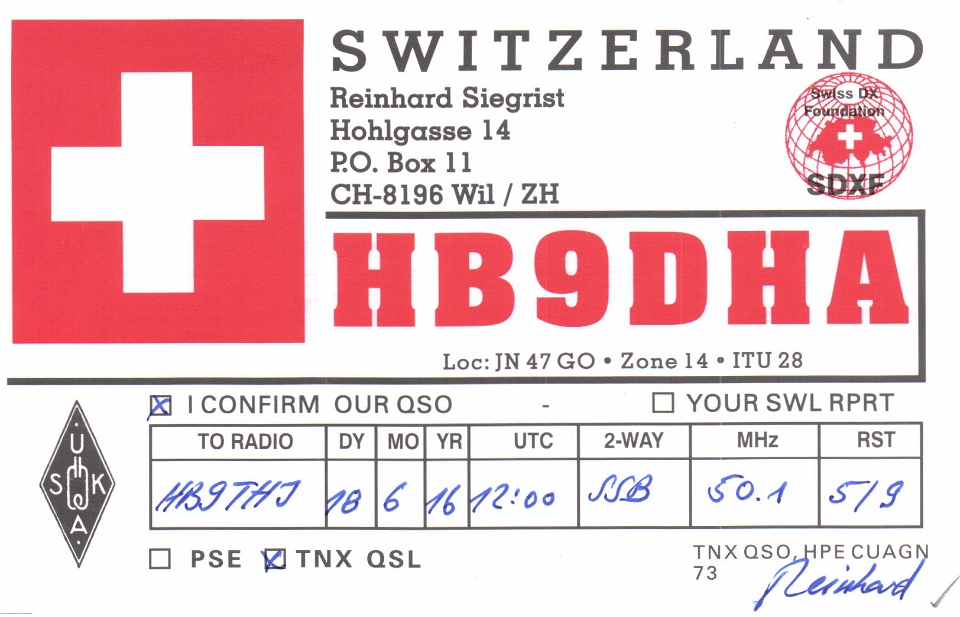 SWITZERLAND
Reinhard Siegrist
Hohlgasse 14
P.O. Box 11
CH-8196 Wil / ZH
Swiss DX
Foundation
SDXF
HB9DHA
Loc: JN 47 GO • Zone 14 • ITU 28
☒ I CONFIRM OUR QSO - ☐ YOUR SWL RPRT
TO RADIO DY MO YR UTC 2-WAY MHz RST
HB9THJ 18 6 16 12:00 SSB 50.1 5/9
U
S K
A
☐ PSE ☒ TNX QSL
TNX QSO, HPE CUAGN
73
Reinhard